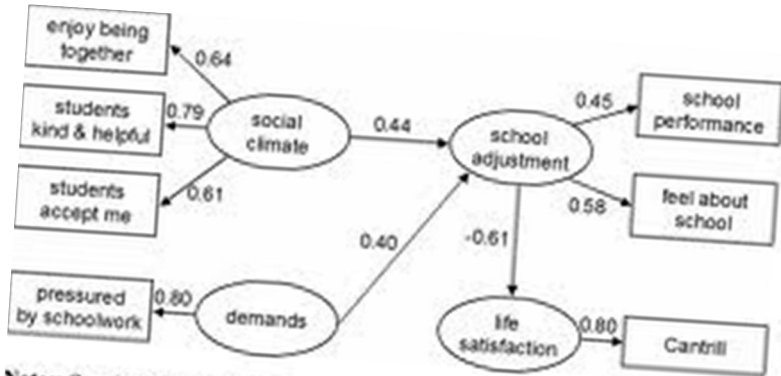 enjoy being
together
0.64
students
kind & helpful
0.79
social
climate
0.44
school
adjustment
0.45
school
performance
students
accept me
0.61
0.58
feel about
school
0.40
-0.61
pressured
by schoolwork
0.80
demands
life
satisfaction
0.80
Cantrill